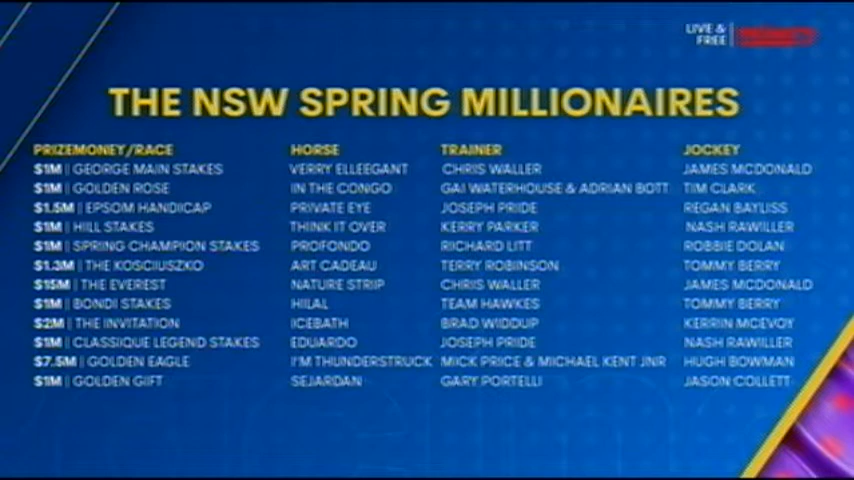 LIVE &
FREE
THE NSW SPRING MILLIONAIRES
PRIZEMONEY/RACE HORSE TRAINER JOCKEY
$1M | GEORGE MAIN STAKES VERRY ELLEEGANT CHRIS WALLER JAMES MCDONALD
$1M | GOLDEN ROSE IN THE CONGO GAI WATERHOUSE & ADRIAN BOTT TIM CLARK
$1.5M | EPSOM HANDICAP PRIVATE EYE JOSEPH PRIDE REGAN BAYLISS
$1M | HILL STAKES THINK IT OVER KERRY PARKER NASH RAWILLER
$1M | SPRING CHAMPION STAKES PROFONDO RICHARD LITT ROBBIE DOLAN
$1.3M | THE KOSCIUSZKO ART CADEAU TERRY ROBINSON TOMMY BERRY
$15M | THE EVEREST NATURE STRIP CHRIS WALLER JAMES MCDONALD
$1M | BONDI STAKES HILAL TEAM HAWKES TOMMY BERRY
$2M | THE INVITATION ICEBATH BRAD WIDDUP KERRIN MCEVOY
$1M | CLASSIQUE LEGEND STAKES EDUARDO JOSEPH PRIDE NASH RAWILLER
$7.5M | GOLDEN EAGLE I'M THUNDERSTRUCK MICK PRICE & MICHAEL KENT JNR HUGH BOWMAN
$1M | GOLDEN GIFT SEJARDAN GARY PORTELLI JASON COLLETT